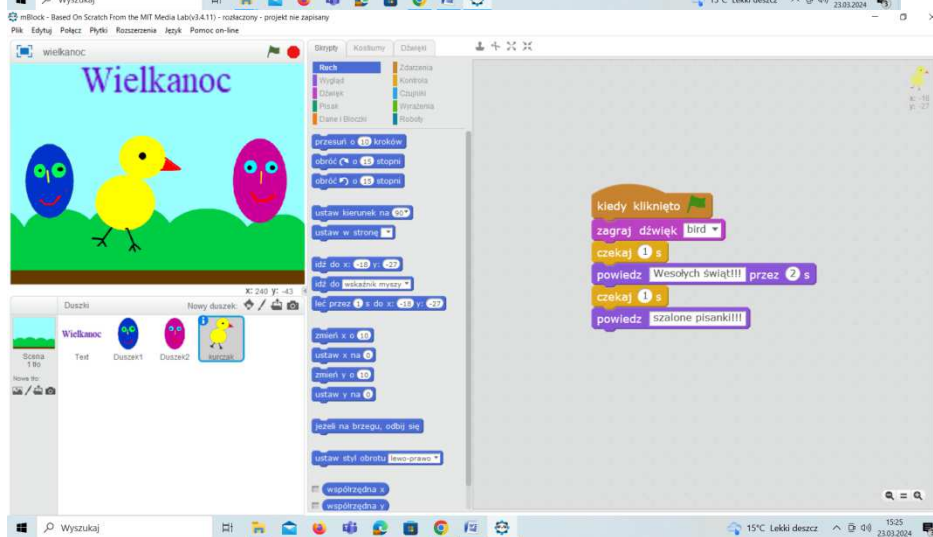 Wyszukaj
15°C Lekki deszcz
23.03.2024
mBlock - Based On Scratch From the MIT Media Lab(v3.4.11) - rozłaczony - projekt nie zapisany
Plik Edytuj Połącz Płytki Rozszerzenia Język Pomoc on-line
wielkanoc
Wielkanoc
X: 240 y: -43
Duszki
Nowy duszek:
Wielkanoc
Scena
1 tło
Text
Duszek1
Duszek2
kurczak
Nowe tło:
Skrypty Kostiumy Dźwięki
Ruch Zdarzenia
Wygląd Kontrola
Dźwięk Czujniki
Pisak Wyrażenia
Dane i Bloczki Roboty
przesuń o 10 kroków
obróć o 15 stopni
obróć o 15 stopni
ustaw kierunek na 90
ustaw w stronę
idź do x: -18 y: -27
idź do wskaźnik myszy
leć przez 1 s do x: -18 y: -27
zmień x o 10
ustaw x na 0
zmień y o 10
ustaw y na 0
jeżeli na brzegu, odbij się
ustaw styl obrotu lewo-prawo
współrzędna x
współrzędna y
x: -18
y: -27
kiedy kliknięto
zagraj dźwięk bird
czekaj 1 s
powiedz Wesołych świąt!!! przez 2 s
czekaj 1 s
powiedz szalone pisanki!!!
Wyszukaj
15°C Lekki deszcz
15:25
23.03.2024